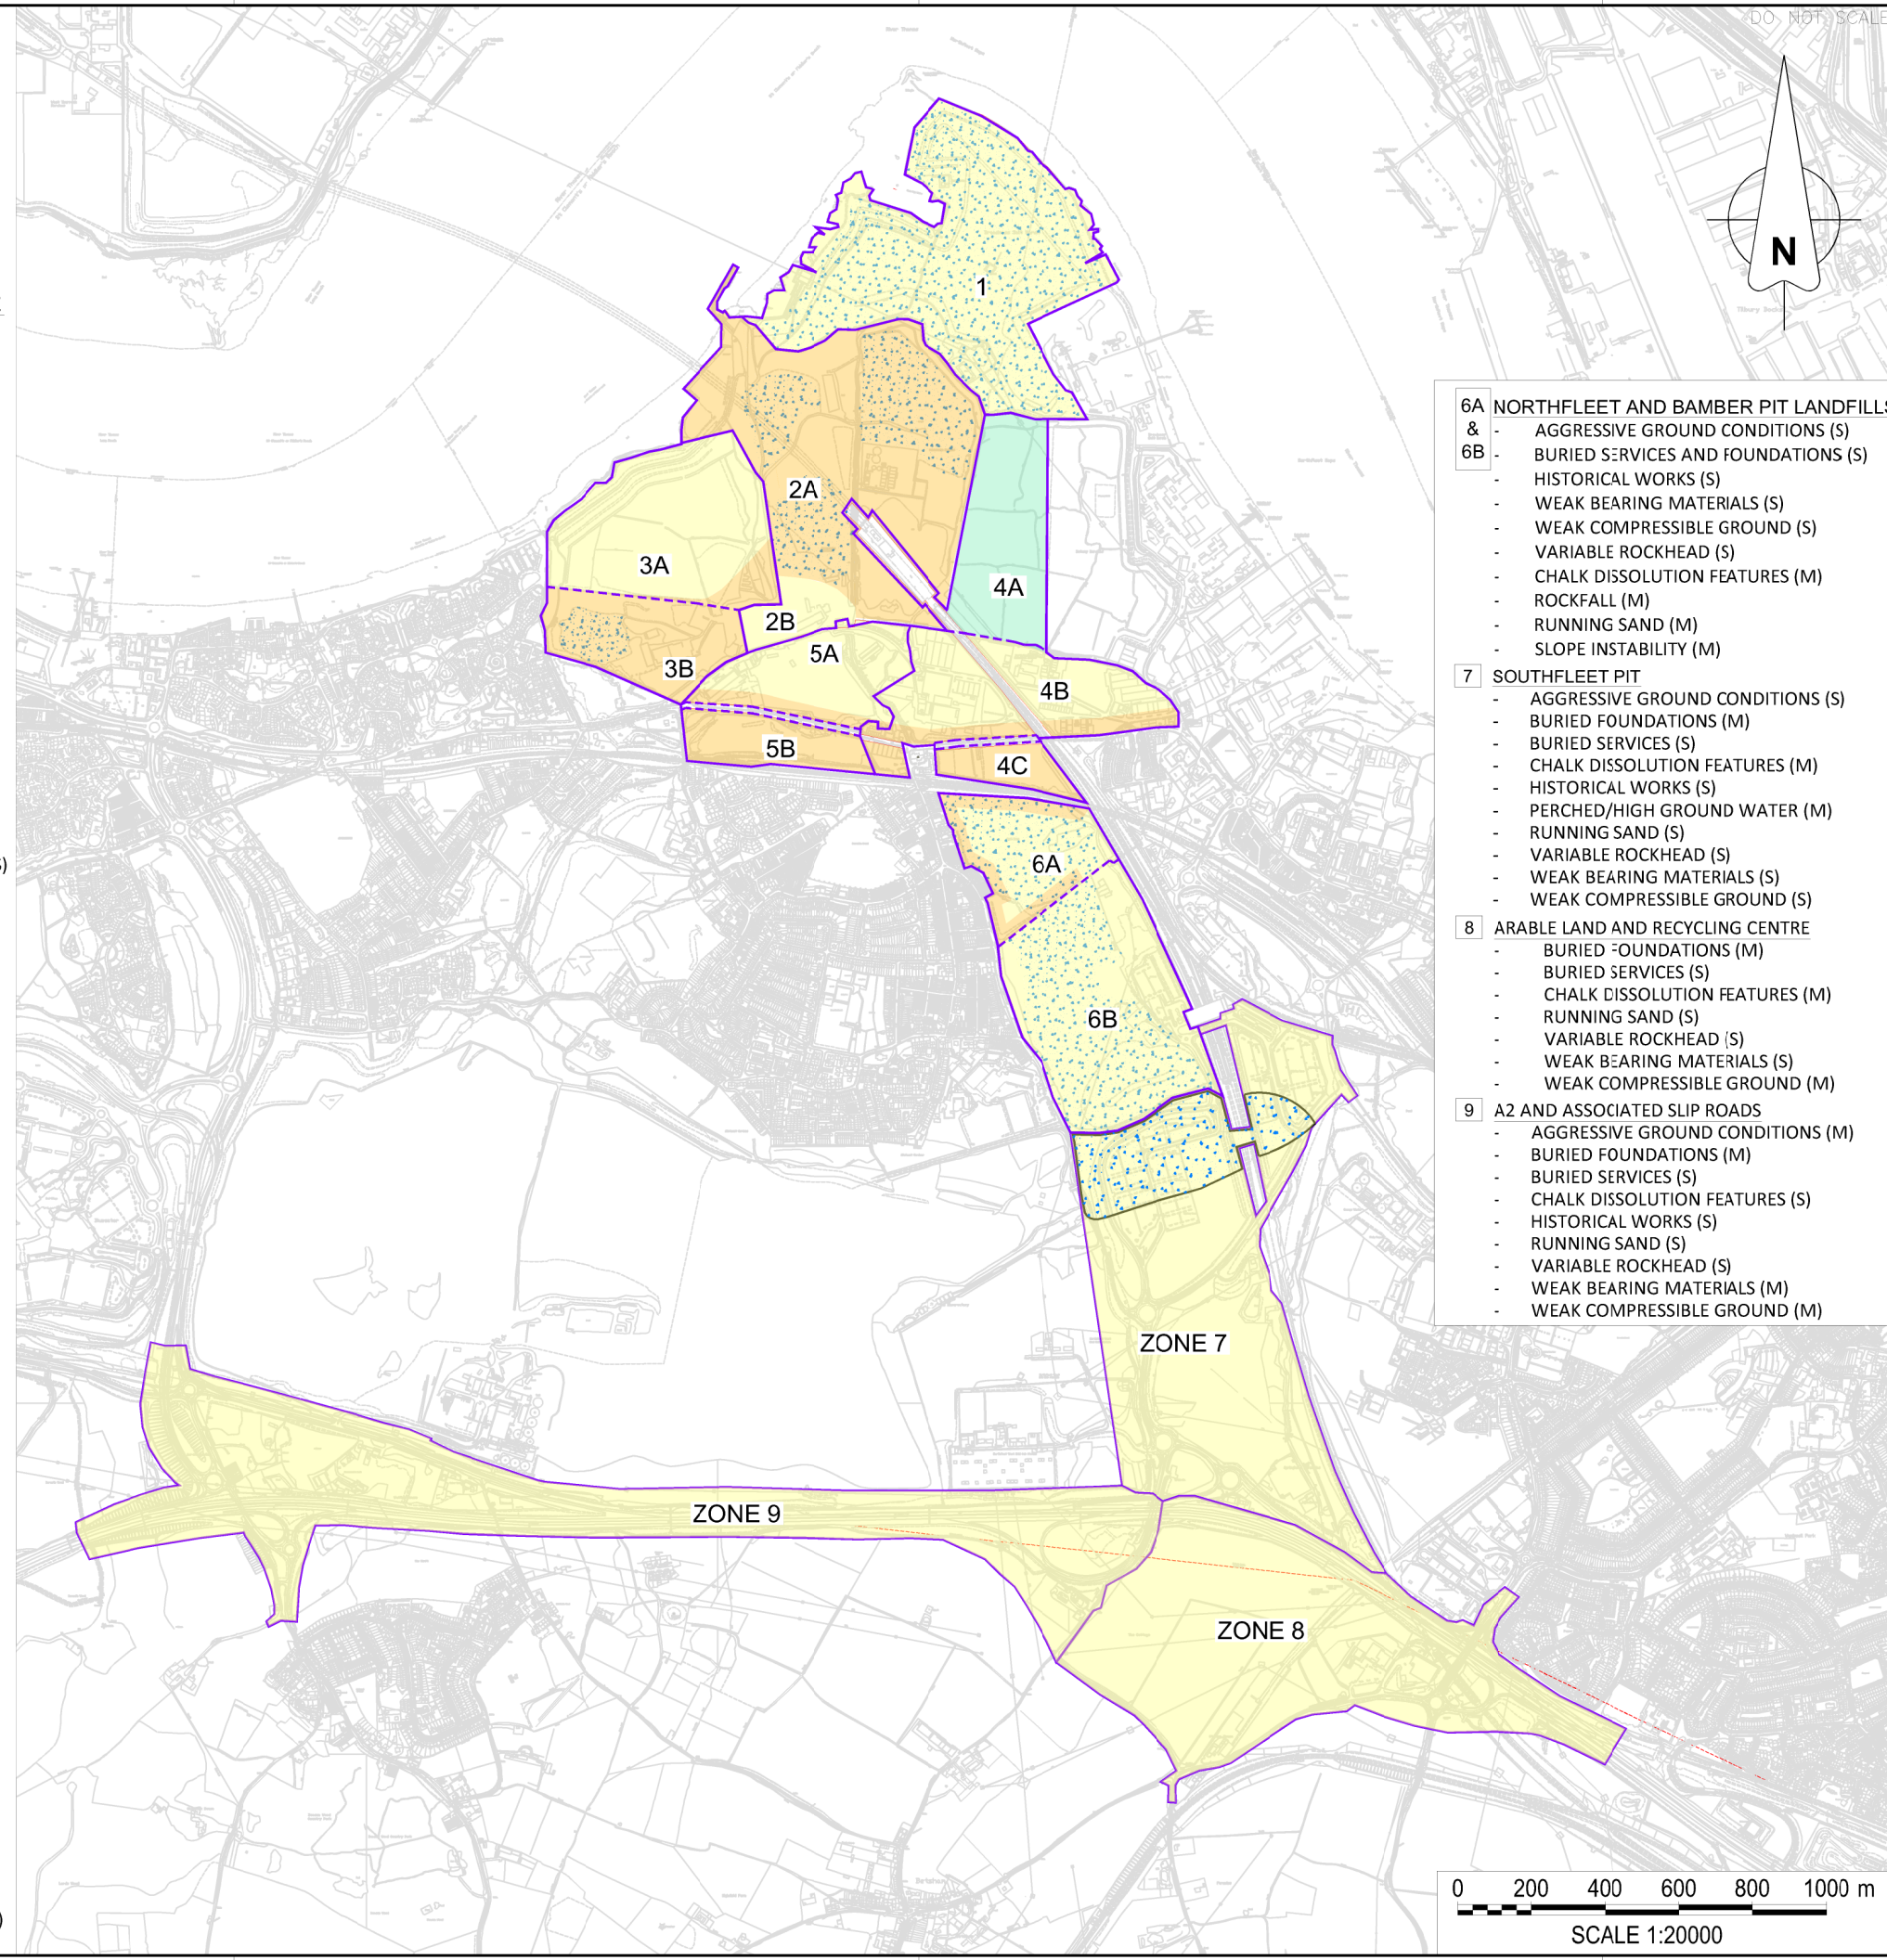 DO NOT SCALE
N
1
2A
3A
4A
2B
5A
3B
4B
5B
4C
6A
6B
ZONE 7
ZONE 9
ZONE 8
6A & 6B NORTHFLEET AND BAMBER PIT LANDFILLS
- AGGRESSIVE GROUND CONDITIONS (S)
- BURIED SERVICES AND FOUNDATIONS (S)
- HISTORICAL WORKS (S)
- WEAK BEARING MATERIALS (S)
- WEAK COMPRESSIBLE GROUND (S)
- VARIABLE ROCKHEAD (S)
- CHALK DISSOLUTION FEATURES (M)
- ROCKFALL (M)
- RUNNING SAND (M)
- SLOPE INSTABILITY (M)
7 SOUTHFLEET PIT
- AGGRESSIVE GROUND CONDITIONS (S)
- BURIED FOUNDATIONS (M)
- BURIED SERVICES (S)
- CHALK DISSOLUTION FEATURES (M)
- HISTORICAL WORKS (S)
- PERCHED/HIGH GROUND WATER (M)
- RUNNING SAND (S)
- VARIABLE ROCKHEAD (S)
- WEAK BEARING MATERIALS (S)
- WEAK COMPRESSIBLE GROUND (S)
8 ARABLE LAND AND RECYCLING CENTRE
- BURIED FOUNDATIONS (M)
- BURIED SERVICES (S)
- CHALK DISSOLUTION FEATURES (M)
- RUNNING SAND (S)
- VARIABLE ROCKHEAD (S)
- WEAK BEARING MATERIALS (S)
- WEAK COMPRESSIBLE GROUND (M)
9 A2 AND ASSOCIATED SLIP ROADS
- AGGRESSIVE GROUND CONDITIONS (M)
- BURIED FOUNDATIONS (M)
- BURIED SERVICES (S)
- CHALK DISSOLUTION FEATURES (S)
- HISTORICAL WORKS (S)
- RUNNING SAND (S)
- VARIABLE ROCKHEAD (S)
- WEAK BEARING MATERIALS (M)
- WEAK COMPRESSIBLE GROUND (M)
0 200 400 600 800 1000 m
SCALE 1:20000